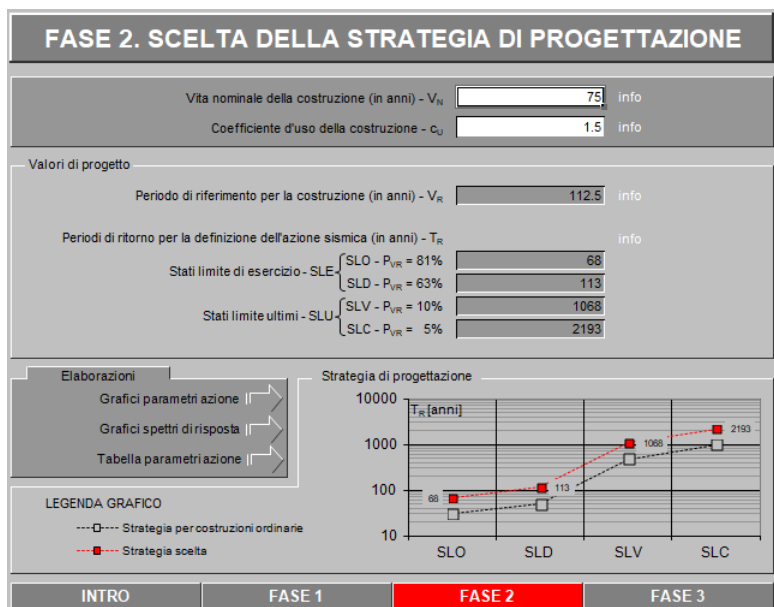 FASE 2. SCELTA DELLA STRATEGIA DI PROGETTAZIONE
Vita nominale della costruzione (in anni) - VN 75 info
Coefficiente d'uso della costruzione - cU 1.5 info
Valori di progetto
Periodo di riferimento per la costruzione (in anni) - VR 112.5 info
Periodi di ritorno per la definizione dell'azione sismica (in anni) - TR info
Stati limite di esercizio - SLE
SLO - PVR = 81% 68
SLD - PVR = 63% 113
Stati limite ultimi - SLU
SLV - PVR = 10% 1068
SLC - PVR = 5% 2193
Elaborazioni
Grafici parametri azione
Grafici spettri di risposta
Tabella parametri azione
LEGENDA GRAFICO
Strategia per costruzioni ordinarie
Strategia scelta
Strategia di progettazione
TR [anni]
10000
1000
100
10
68
113
1068
2193
SLO SLD SLV SLC
INTRO FASE 1 FASE 2 FASE 3